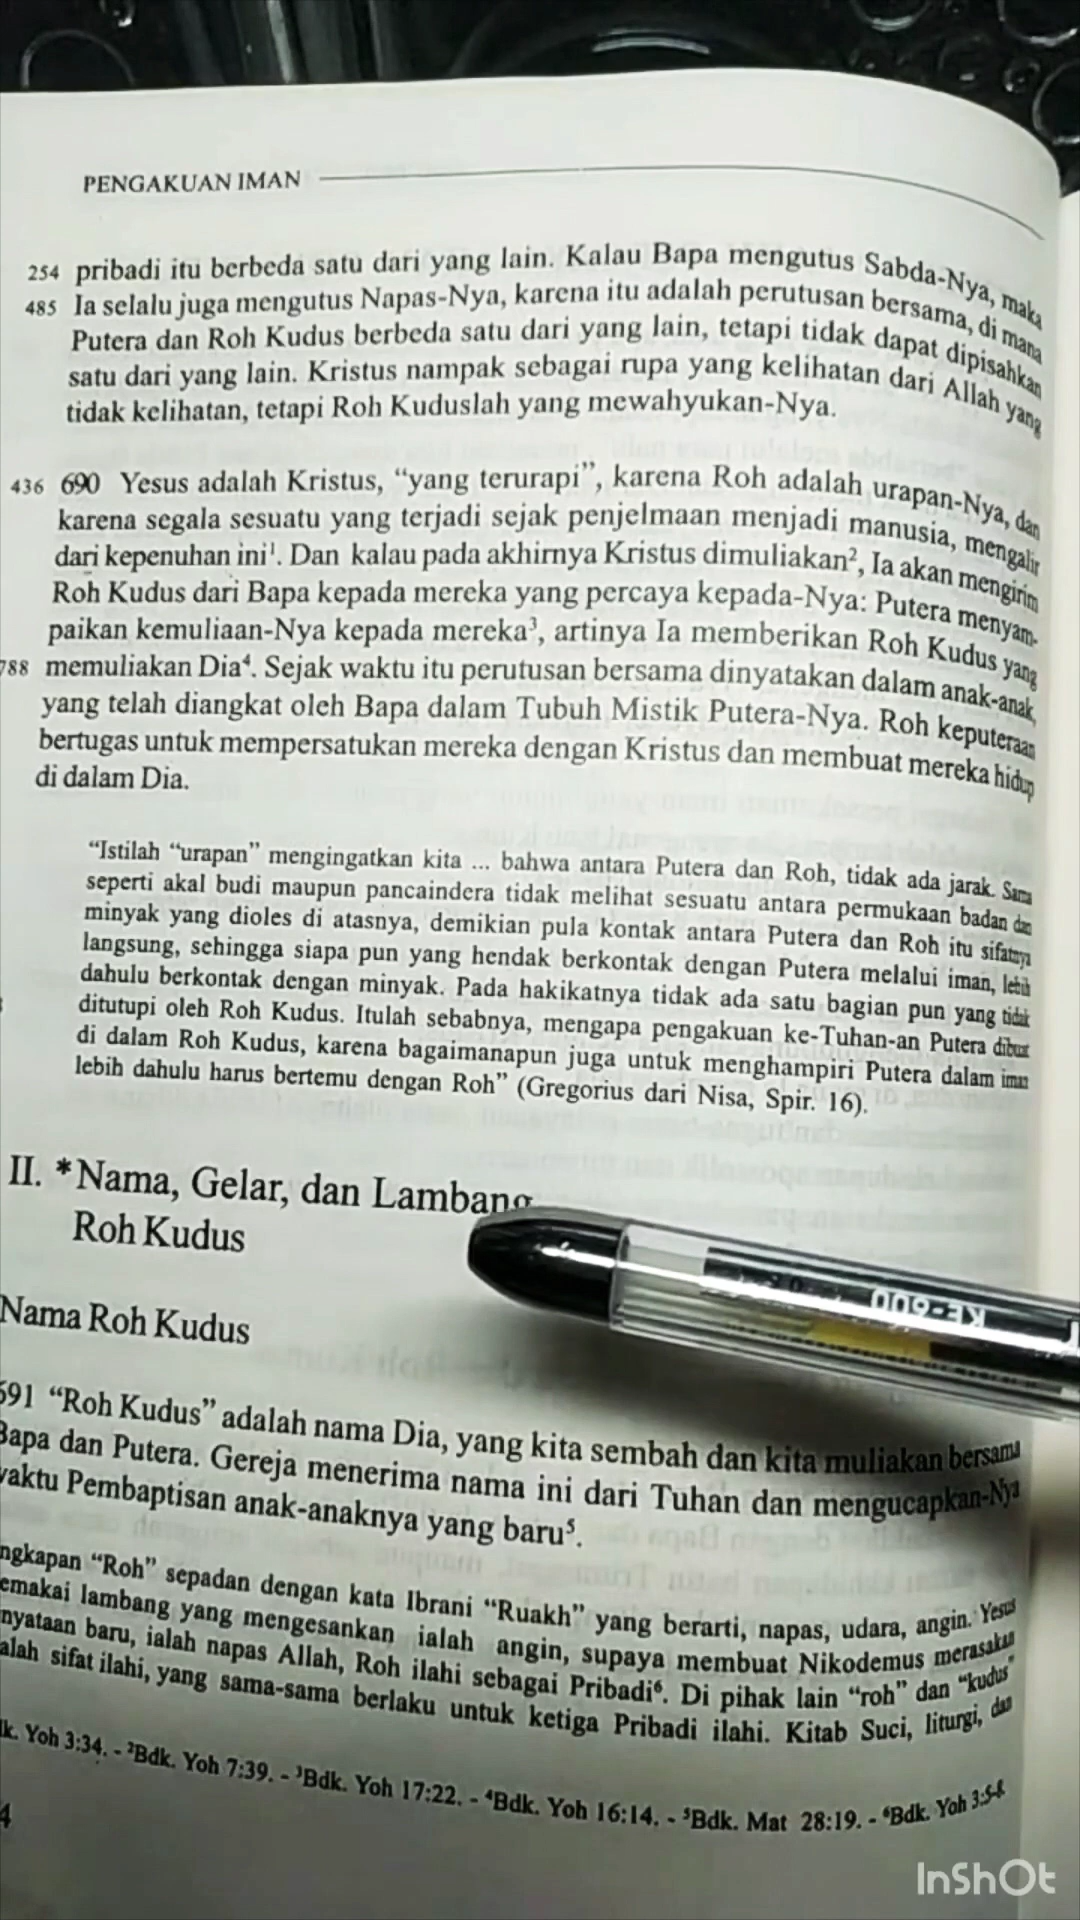 PENGAKUAN IMAN
254 pribadi itu berbeda satu dari yang lain. Kalau Bapa mengutus Sabda-Nya, maka
485 Ia selalu juga mengutus Napas-Nya, karena itu adalah perutusan bersama, di mana
Putera dan Roh Kudus berbeda satu dari yang lain, tetapi tidak dapat dipisahkan
satu dari yang lain. Kristus nampak sebagai rupa yang kelihatan dari Allah yang
tidak kelihatan, tetapi Roh Kuduslah yang mewahyukan-Nya.
436 690 Yesus adalah Kristus, “yang terurapi”, karena Roh adalah urapan-Nya, dan
karena segala sesuatu yang terjadi sejak penjelmaan menjadi manusia, mengalir
dari kepenuhan ini¹. Dan kalau pada akhirnya Kristus dimuliakan², Ia akan mengirim
Roh Kudus dari Bapa kepada mereka yang percaya kepada-Nya: Putera menyam-
paikan kemuliaan-Nya kepada mereka³, artinya Ia memberikan Roh Kudus yang
788 memuliakan Dia⁴. Sejak waktu itu perutusan bersama dinyatakan dalam anak-anak,
yang telah diangkat oleh Bapa dalam Tubuh Mistik Putera-Nya. Roh keputeraan
bertugas untuk mempersatukan mereka dengan Kristus dan membuat mereka hidup
di dalam Dia.
“Istilah “urapan” mengingatkan kita ... bahwa antara Putera dan Roh, tidak ada jarak. Sama
seperti akal budi maupun pancaindera tidak melihat sesuatu antara permukaan badan dan
minyak yang dioles di atasnya, demikian pula kontak antara Putera dan Roh itu sifatnya
langsung, sehingga siapa pun yang hendak berkontak dengan Putera melalui iman, lebih
dahulu berkontak dengan minyak. Pada hakikatnya tidak ada satu bagian pun yang tidak
ditutupi oleh Roh Kudus. Itulah sebabnya, mengapa pengakuan ke-Tuhan-an Putera dibuat
di dalam Roh Kudus, karena bagaimanapun juga untuk menghampiri Putera dalam iman
lebih dahulu harus bertemu dengan Roh” (Gregorius dari Nisa, Spir. 16).
II. *Nama, Gelar, dan Lambang
Roh Kudus
KE-600
Nama Roh Kudus
691 “Roh Kudus” adalah nama Dia, yang kita sembah dan kita muliakan bersama
Bapa dan Putera. Gereja menerima nama ini dari Tuhan dan mengucapkan-Nya
waktu Pembaptisan anak-anaknya yang baru⁵.
ngkapan “Roh” sepadan dengan kata Ibrani “Ruakh” yang berarti, napas, udara, angin. Yesus
emakai lambang yang mengesankan ialah angin, supaya membuat Nikodemus merasakan
nyataan baru, ialah napas Allah, Roh ilahi sebagai Pribadi⁶. Di pihak lain “roh” dan “kudus”
alah sifat ilahi, yang sama-sama berlaku untuk ketiga Pribadi ilahi. Kitab Suci, liturgi, dan
dk. Yoh 3:34. - ²Bdk. Yoh 7:39. - ³Bdk. Yoh 17:22. - ⁴Bdk. Yoh 16:14. - ⁵Bdk. Mat 28:19. - ⁶Bdk. Yoh 3:5-8.
4
InShOt